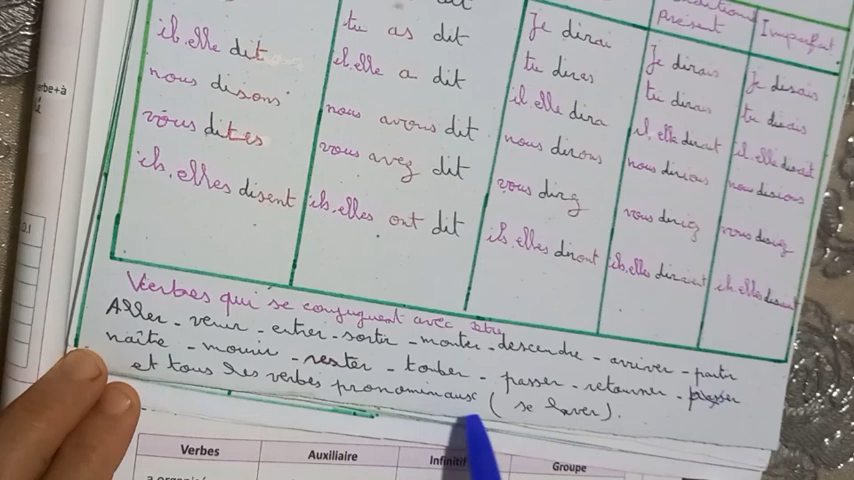 présent
Imparfait
il.elle dit
nous disons
vous dites
ils.elles disent
tu as dit
il.elle a dit
nous avons dit
vous avez dit
ils.elles ont dit
Je dirai
tu diras
il.elle dira
nous dirons
vous direz
ils.elles diront
Je dirais
tu dirais
il.elle dirait
nous dirions
vous diriez
ils.elles diraient
Je disais
tu disais
il.elle disait
nous disions
vous disiez
ils.elles disaient
Verbes qui se conjuguent avec être
Aller - venir - entrer - sortir - monter - descendre - arriver - partir
naîte - mourir - rester - tomber - passer - retourner -
et tous les verbes pronominaux ( se laver).
Verbes
Auxiliaire
Infinitif
Groupe